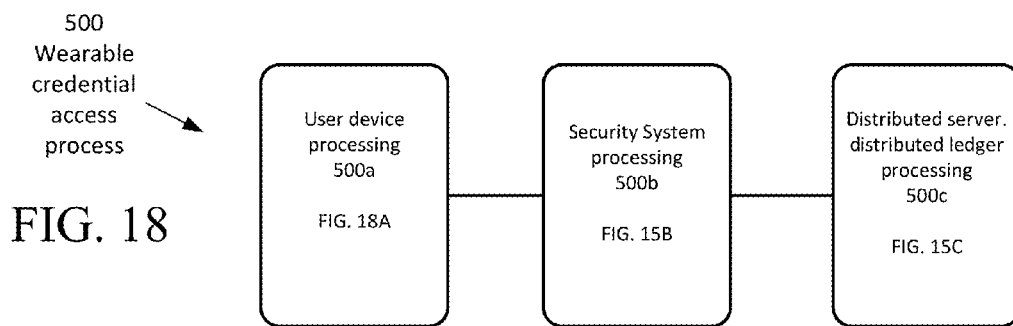 500
Wearable
credential
access
process
FIG. 18
User device
processing
500a
FIG. 18A
Security System
processing
500b
FIG. 15B
Distributed server.
distributed ledger
processing
500c
FIG. 15C